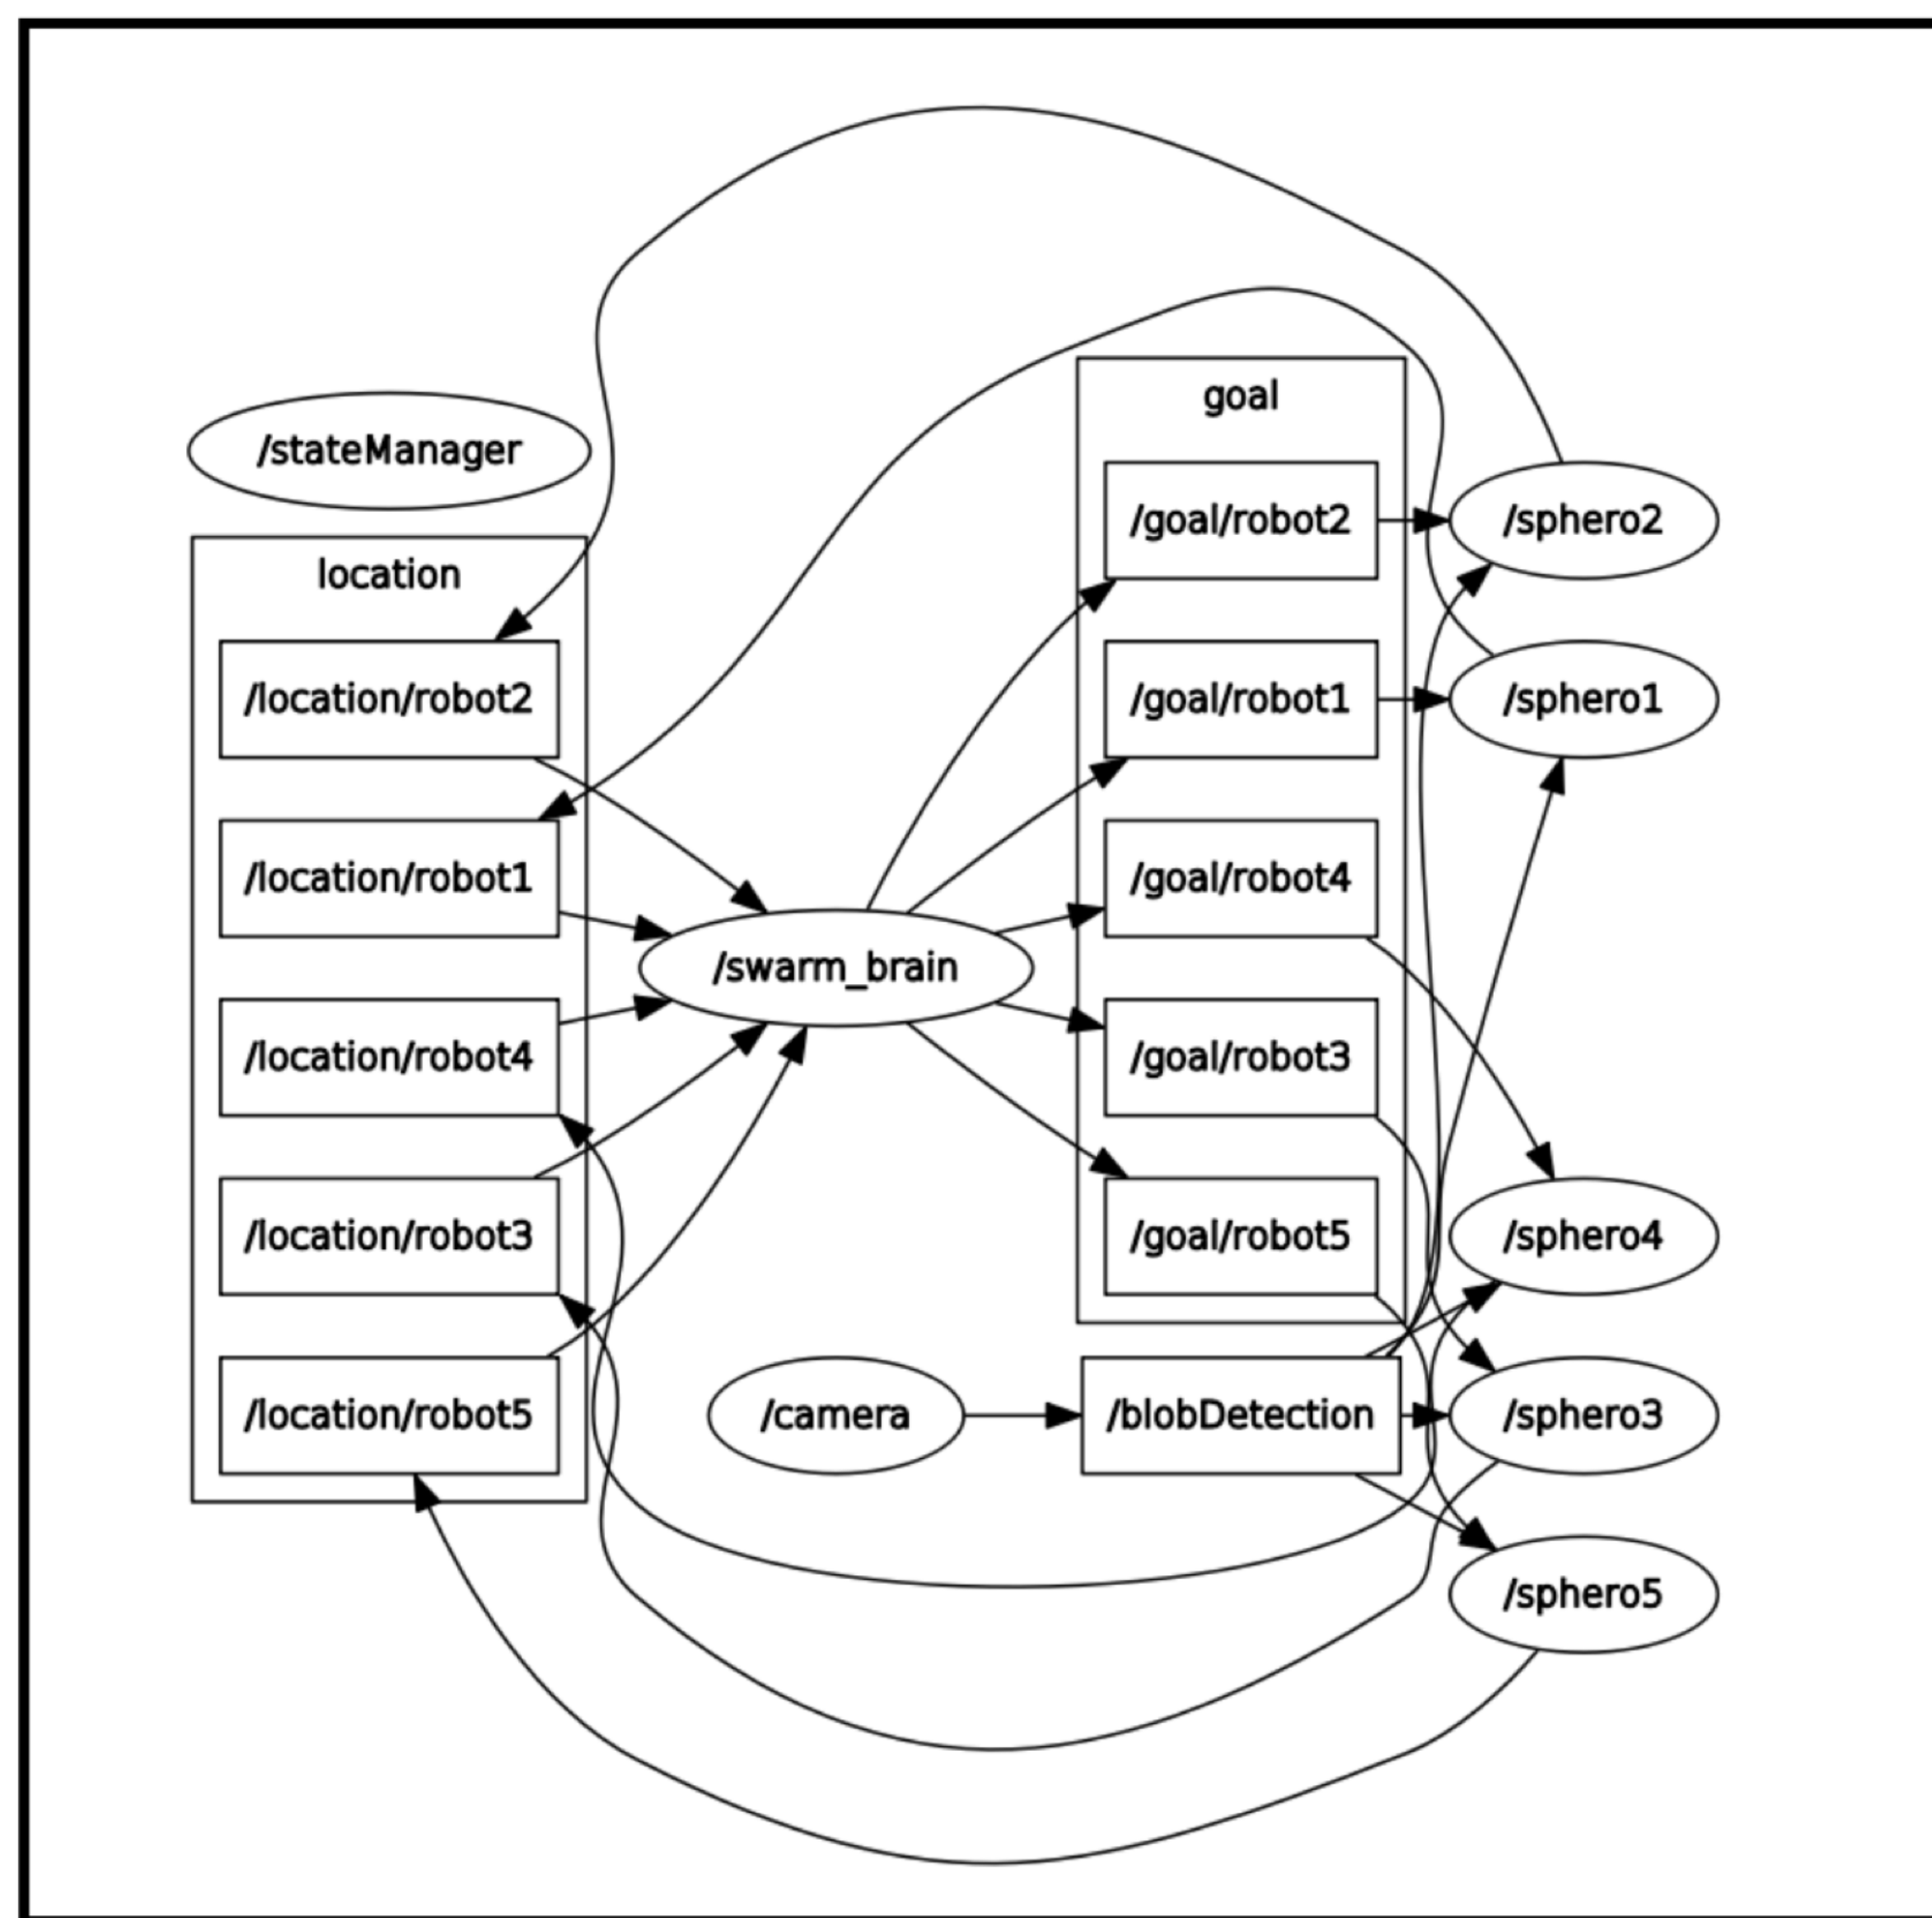 /stateManager
location
/location/robot2
/location/robot1
/location/robot4
/location/robot3
/location/robot5
/swarm_brain
/camera
goal
/goal/robot2
/goal/robot1
/goal/robot4
/goal/robot3
/goal/robot5
/blobDetection
/sphero2
/sphero1
/sphero4
/sphero3
/sphero5